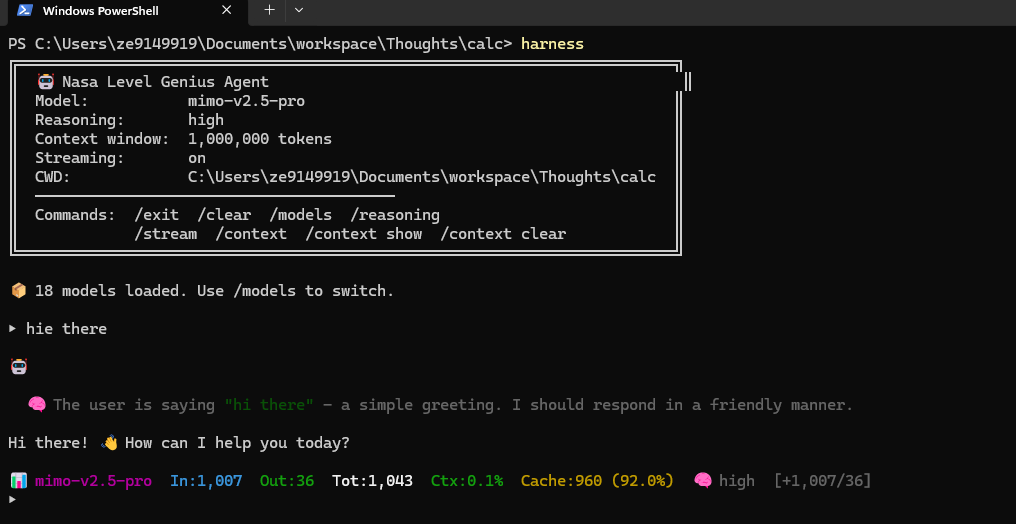 Windows PowerShell
PS C:\Users\ze9149919\Documents\workspace\Thoughts\calc> harness
🤖 Nasa Level Genius Agent
Model: mimo-v2.5-pro
Reasoning: high
Context window: 1,000,000 tokens
Streaming: on
CWD: C:\Users\ze9149919\Documents\workspace\Thoughts\calc
Commands: /exit /clear /models /reasoning
/stream /context /context show /context clear
📦 18 models loaded. Use /models to switch.
▸ hie there
🤖
🧠 The user is saying "hi there" — a simple greeting. I should respond in a friendly manner.
Hi there! 👋 How can I help you today?
📊 mimo-v2.5-pro In:1,007 Out:36 Tot:1,043 Ctx:0.1% Cache:960 (92.0%) 🧠 high [+1,007/36]
▸